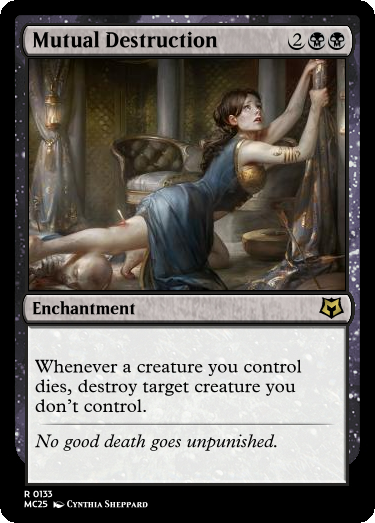 Mutual Destruction 2
Enchantment
Whenever a creature you control
dies, destroy target creature you
don't control.
No good death goes unpunished.
R 0133
MC25 Cynthia Sheppard